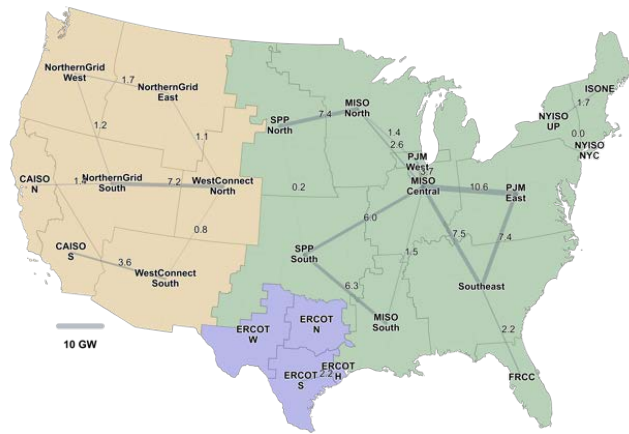 NorthernGrid
West
1.7
NorthernGrid
East
1.2
1.1
CAISO
N
1.4
NorthernGrid
South
7.2
WestConnect
North
CAISO
S
3.6
WestConnect
South
0.8
SPP
North
7.4
MISO
North
1.4
2.6
PJM
West
3.7
MISO
Central
10.6
PJM
East
ISONE
1.7
NYISO
UP
0.0
NYISO
NYC
0.2
6.0
SPP
South
1.5
7.5
7.4
6.3
Southeast
MISO
South
2.2
FRCC
ERCOT
W
ERCOT
N
ERCOT
S
2.2
ERCOT
H
10 GW